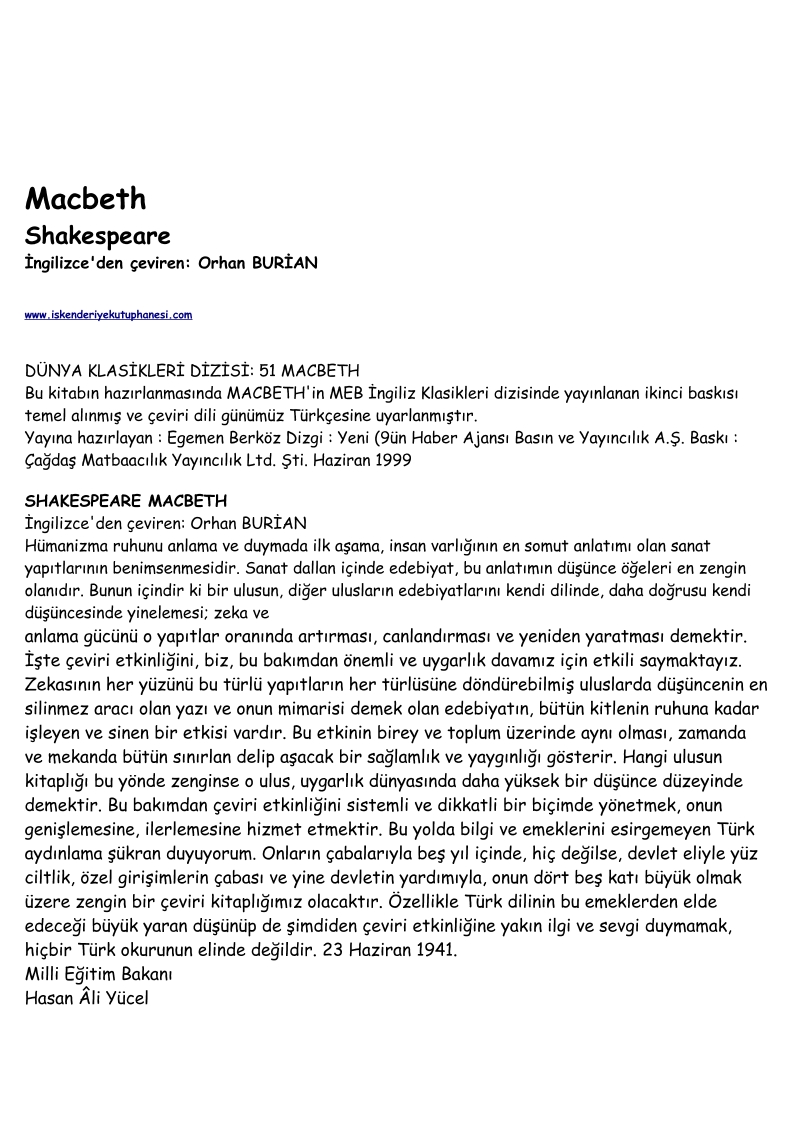 Macbeth
Shakespeare
İngilizce'den çeviren: Orhan BURİAN
www.iskenderiyekutuphanesi.com
DÜNYA KLASİKLERİ DİZİSİ: 51 MACBETH
Bu kitabın hazırlanmasında MACBETH'in MEB İngiliz Klasikleri dizisinde yayınlanan ikinci baskısı
temel alınmış ve çeviri dili günümüz Türkçesine uyarlanmıştır.
Yayına hazırlayan : Egemen Berköz Dizgi : Yeni (9ün Haber Ajansı Basın ve Yayıncılık A.Ş. Baskı :
Çağdaş Matbaacılık Yayıncılık Ltd. Şti. Haziran 1999
SHAKESPEARE MACBETH
İngilizce'den çeviren: Orhan BURİAN
Hümanizma ruhunu anlama ve duymada ilk aşama, insan varlığının en somut anlatımı olan sanat
yapıtlarının benimsenmesidir. Sanat dallan içinde edebiyat, bu anlatımın düşünce öğeleri en zengin
olanıdır. Bunun içindir ki bir ulusun, diğer ulusların edebiyatlarını kendi dilinde, daha doğrusu kendi
düşüncesinde yinelemesi; zeka ve
anlama gücünü o yapıtlar oranında artırması, canlandırması ve yeniden yaratması demektir.
İşte çeviri etkinliğini, biz, bu bakımdan önemli ve uygarlık davamız için etkili saymaktayız.
Zekasının her yüzünü bu türlü yapıtların her türlüsüne döndürebilmiş uluslarda düşüncenin en
silinmez aracı olan yazı ve onun mimarisi demek olan edebiyatın, bütün kitlenin ruhuna kadar
işleyen ve sinen bir etkisi vardır. Bu etkinin birey ve toplum üzerinde aynı olması, zamanda
ve mekanda bütün sınırlan delip aşacak bir sağlamlık ve yaygınlığı gösterir. Hangi ulusun
kitaplığı bu yönde zenginse o ulus, uygarlık dünyasında daha yüksek bir düşünce düzeyinde
demektir. Bu bakımdan çeviri etkinliğini sistemli ve dikkatli bir biçimde yönetmek, onun
genişlemesine, ilerlemesine hizmet etmektir. Bu yolda bilgi ve emeklerini esirgemeyen Türk
aydınlama şükran duyuyorum. Onların çabalarıyla beş yıl içinde, hiç değilse, devlet eliyle yüz
ciltlik, özel girişimlerin çabası ve yine devletin yardımıyla, onun dört beş katı büyük olmak
üzere zengin bir çeviri kitaplığımız olacaktır. Özellikle Türk dilinin bu emeklerden elde
edeceği büyük yaran düşünüp de şimdiden çeviri etkinliğine yakın ilgi ve sevgi duymamak,
hiçbir Türk okurunun elinde değildir. 23 Haziran 1941.
Milli Eğitim Bakanı
Hasan Âli Yücel